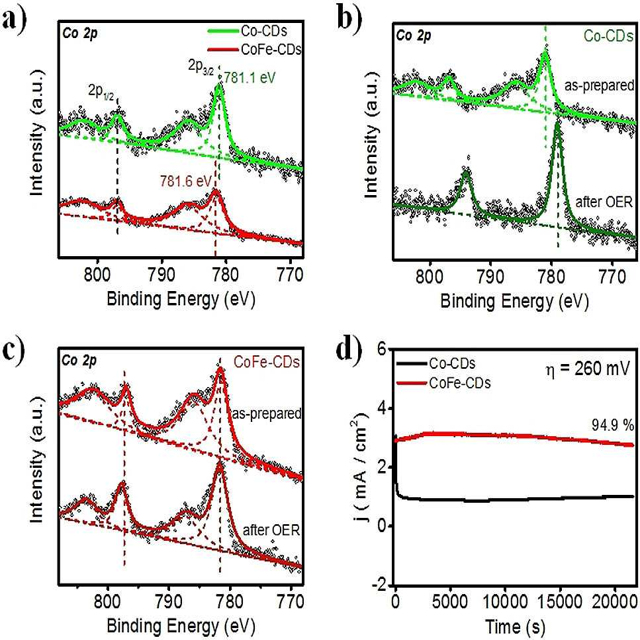 a)
Co 2p
Co-CDs
CoFe-CDs
2p1/2
2p3/2
781.1 eV
781.6 eV
Intensity (a.u.)
800 790 780 770
Binding Energy (eV)
b)
Co 2p
Co-CDs
as-prepared
after OER
Intensity (a.u.)
800 790 780 770
Binding Energy (eV)
c)
Co 2p
CoFe-CDs
as-prepared
after OER
Intensity (a.u.)
800 790 780 770
Binding Energy (eV)
d)
Co-CDs
CoFe-CDs
η = 260 mV
94.9 %
j ( mA / cm²)
6
4
2
0
-2
0 5000 10000 15000 20000
Time (s)